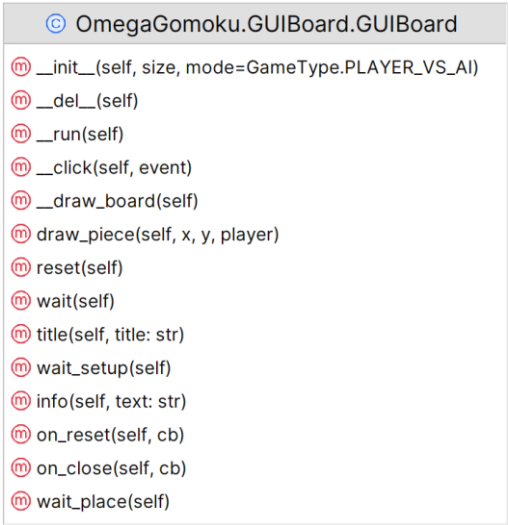 © OmegaGomoku.GUIBoard.GUIBoard
m __init__(self, size, mode=GameType.PLAYER_VS_AI)
m __del__(self)
m __run(self)
m __click(self, event)
m __draw_board(self)
m draw_piece(self, x, y, player)
m reset(self)
m wait(self)
m title(self, title: str)
m wait_setup(self)
m info(self, text: str)
m on_reset(self, cb)
m on_close(self, cb)
m wait_place(self)